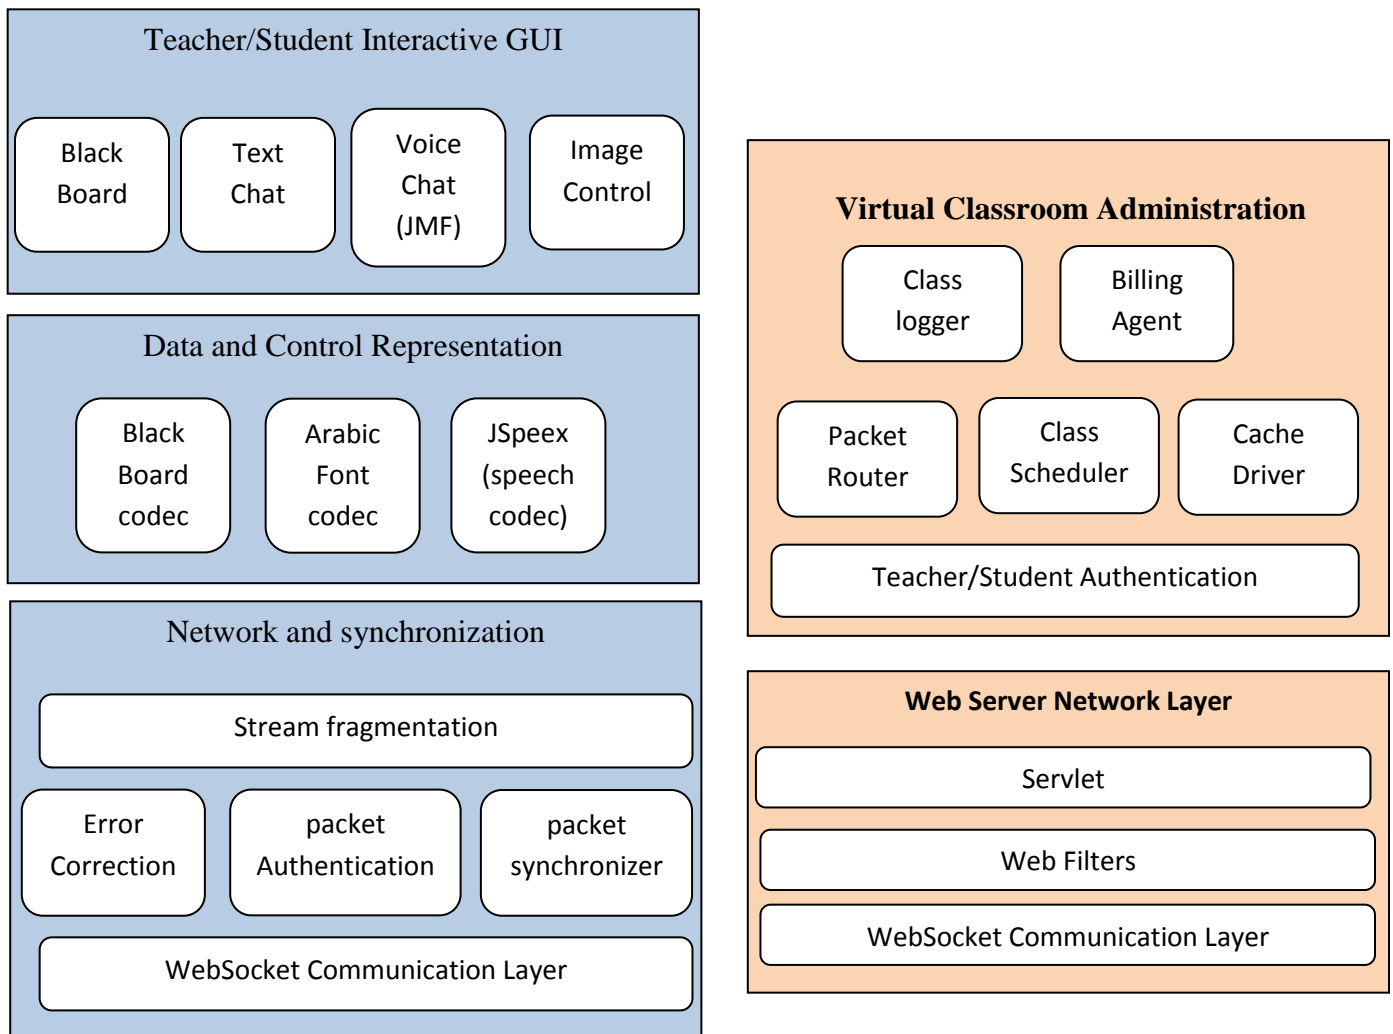 Teacher/Student Interactive GUI
Black
Board
Text
Chat
Voice
Chat
(JMF)
Image
Control
Data and Control Representation
Black
Board
codec
Arabic
Font
codec
JSpeex
(speech
codec)
Network and synchronization
Stream fragmentation
Error
Correction
packet
Authentication
packet
synchronizer
WebSocket Communication Layer
Virtual Classroom Administration
Class
logger
Billing
Agent
Packet
Router
Class
Scheduler
Cache
Driver
Teacher/Student Authentication
Web Server Network Layer
Servlet
Web Filters
WebSocket Communication Layer